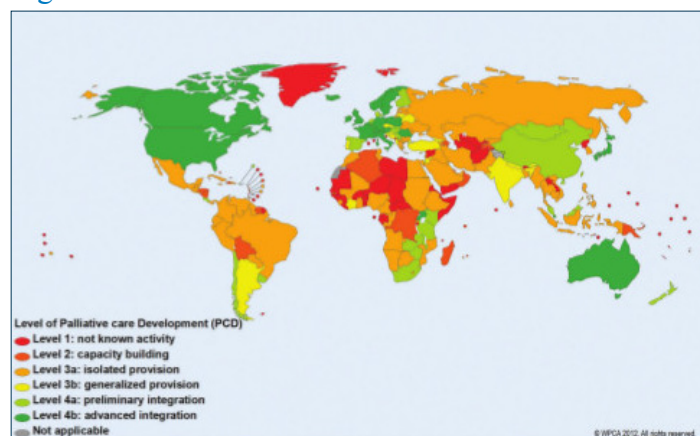 Level of Palliative care Development (PCD)
Level 1: not known activity
Level 2: capacity building
Level 3a: isolated provision
Level 3b: generalized provision
Level 4a: preliminary integration
Level 4b: advanced integration
Not applicable
© WPCA 2012. All rights reserved.